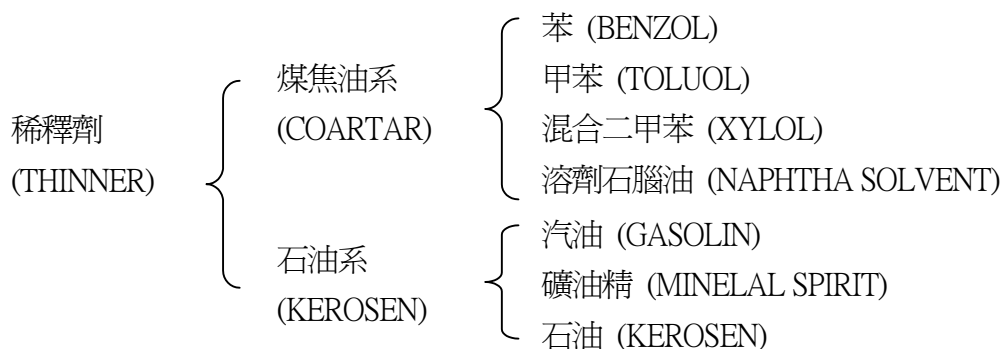 稀釋劑
(THINNER)
煤焦油系
(COARTAR)
苯 (BENZOL)
甲苯 (TOLUOL)
混合二甲苯 (XYLOL)
溶劑石腦油 (NAPHTHA SOLVENT)
石油系
(KEROSEN)
汽油 (GASOLIN)
礦油精 (MINELAL SPIRIT)
石油 (KEROSEN)